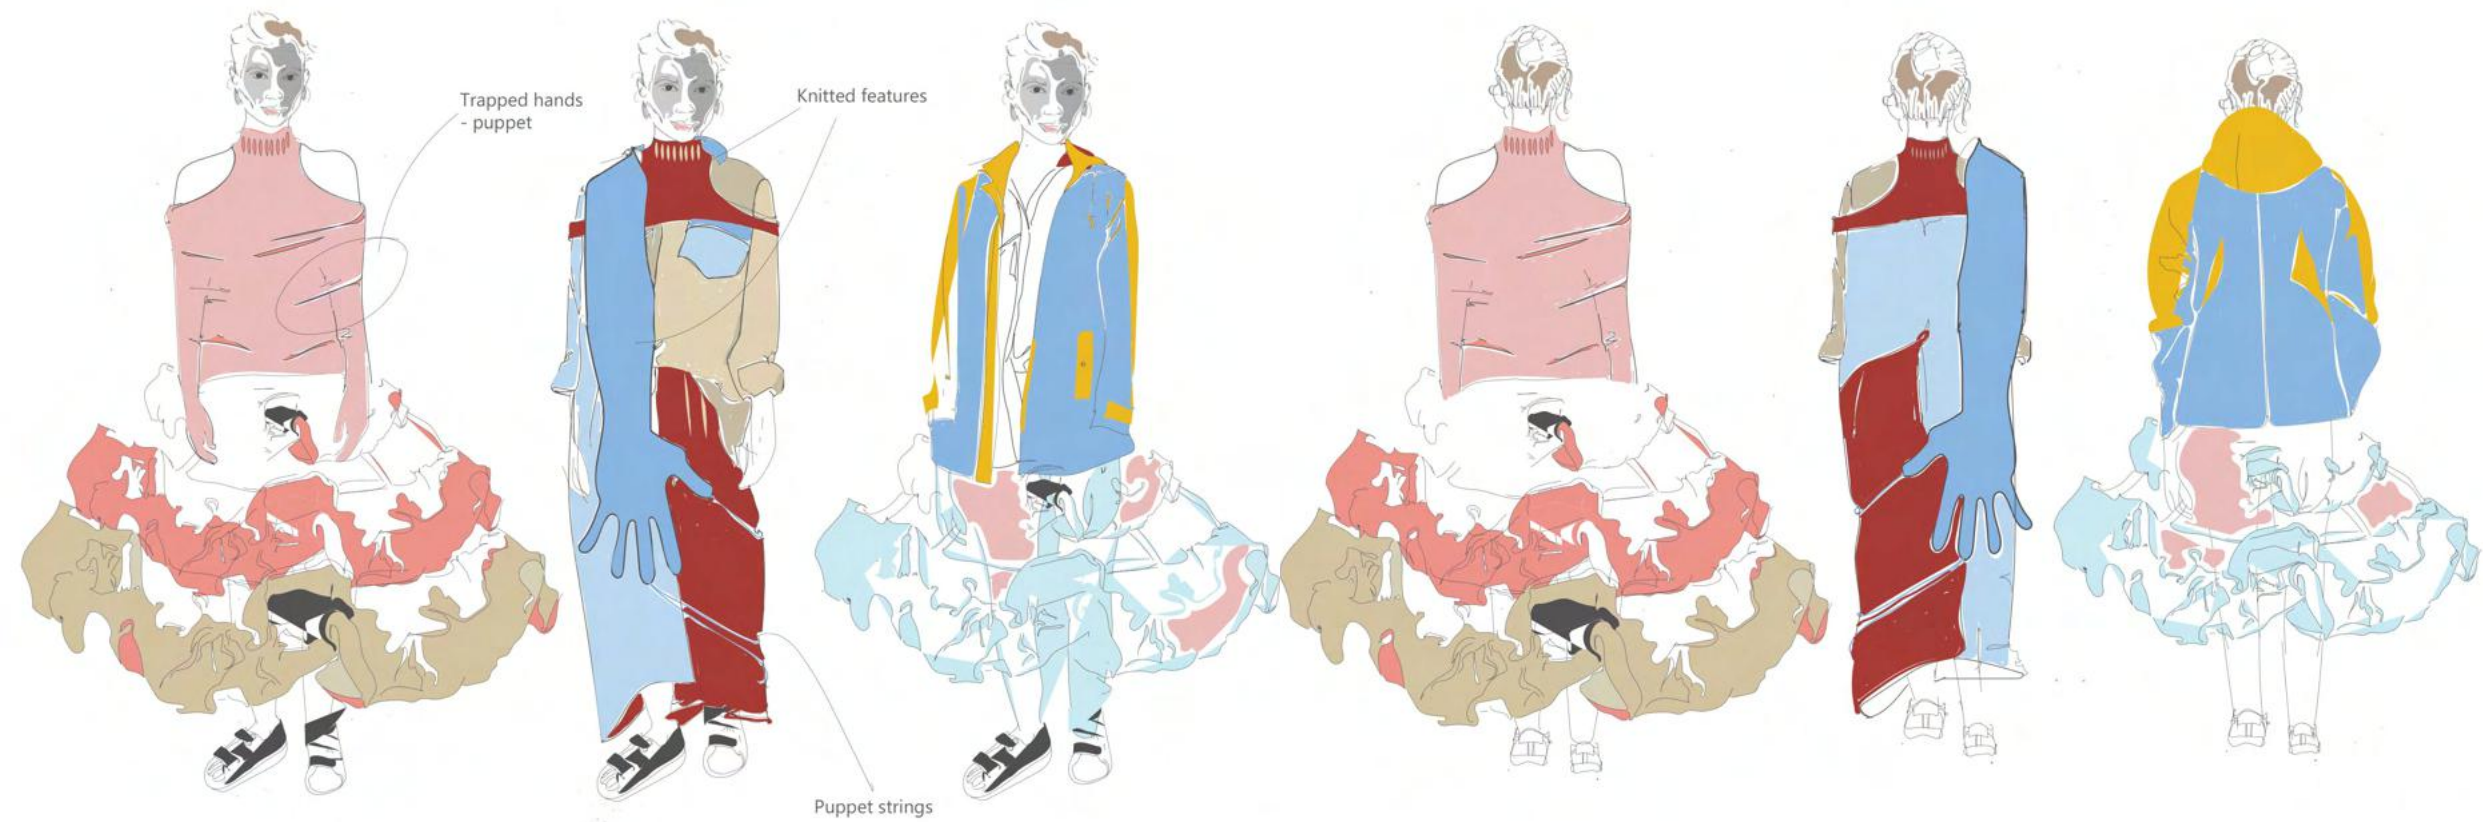 Trapped hands
- puppet
Knitted features
Puppet strings